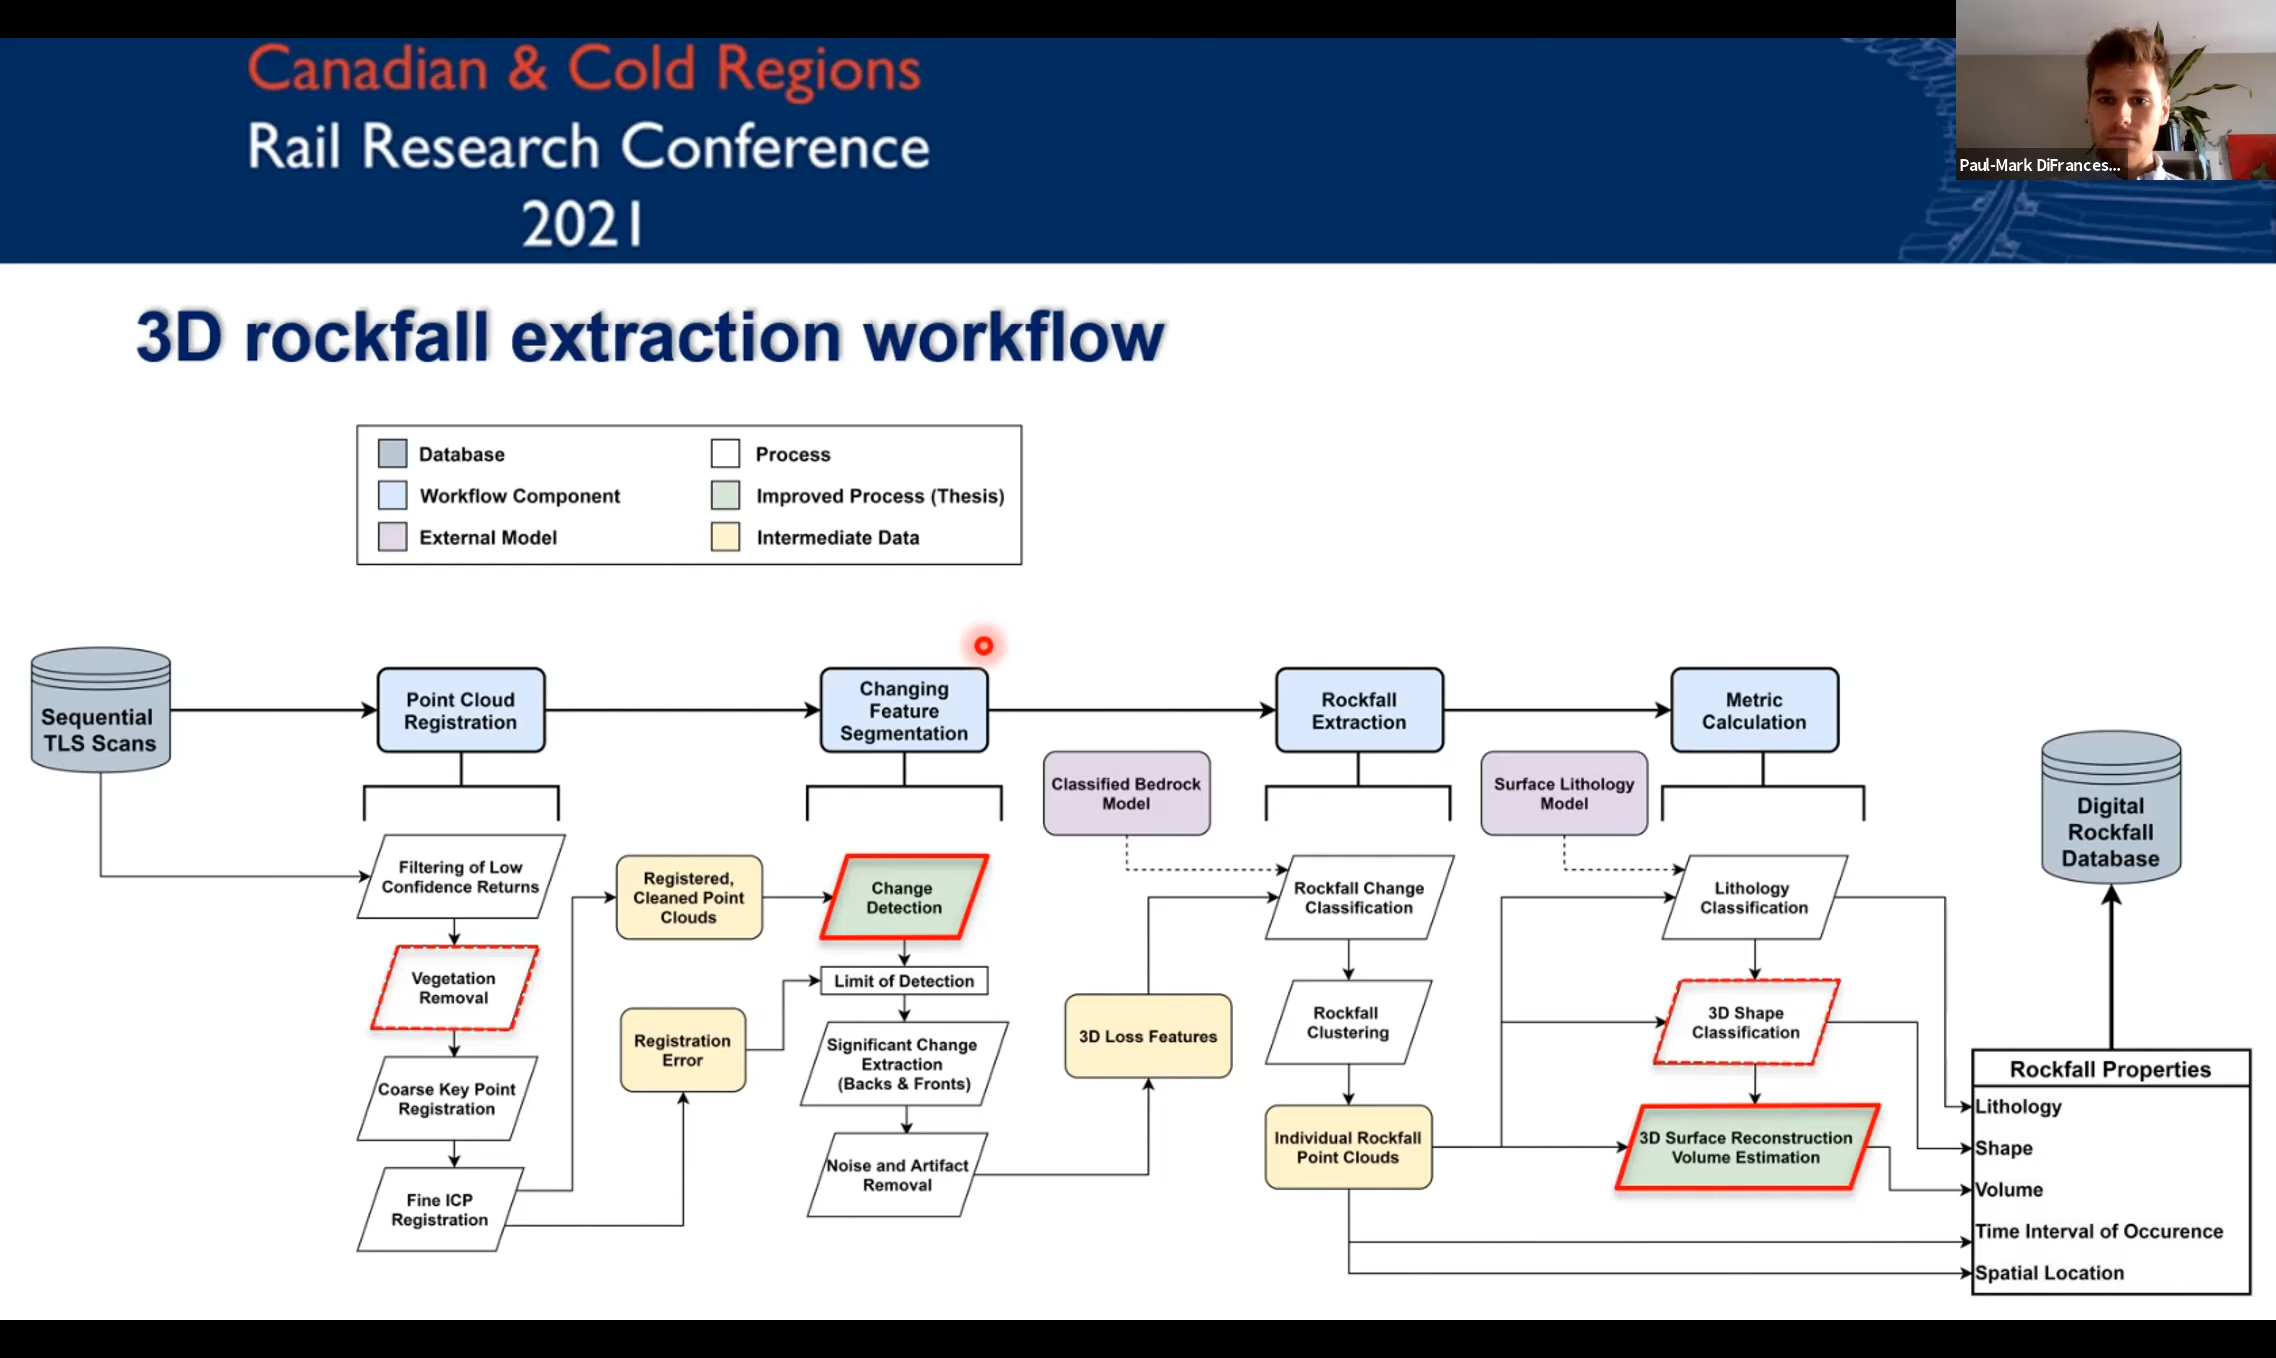 Canadian & Cold Regions
Rail Research Conference
2021
Paul-Mark DiFrances...
3D rockfall extraction workflow
Database
Process
Workflow Component
Improved Process (Thesis)
External Model
Intermediate Data
Sequential
TLS Scans
Point Cloud
Registration
Changing
Feature
Segmentation
Rockfall
Extraction
Metric
Calculation
Classified Bedrock
Model
Surface Lithology
Model
Digital
Rockfall
Database
Filtering of Low
Confidence Returns
Vegetation
Removal
Coarse Key Point
Registration
Fine ICP
Registration
Registered,
Cleaned Point
Clouds
Registration
Error
Change
Detection
Limit of Detection
Significant Change
Extraction
(Backs & Fronts)
Noise and Artifact
Removal
3D Loss Features
Rockfall Change
Classification
Rockfall
Clustering
Individual Rockfall
Point Clouds
Lithology
Classification
3D Shape
Classification
3D Surface Reconstruction
Volume Estimation
Rockfall Properties
Lithology
Shape
Volume
Time Interval of Occurence
Spatial Location